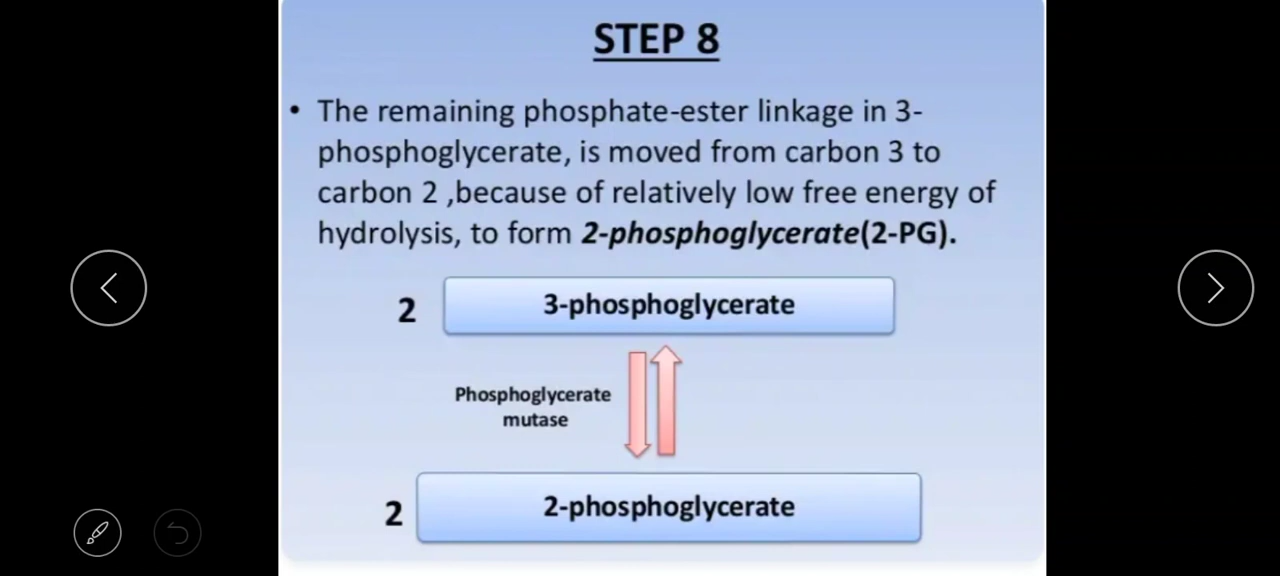 STEP 8
• The remaining phosphate-ester linkage in 3-
phosphoglycerate, is moved from carbon 3 to
carbon 2 ,because of relatively low free energy of
hydrolysis, to form 2-phosphoglycerate(2-PG).
2 3-phosphoglycerate
Phosphoglycerate
mutase
2 2-phosphoglycerate